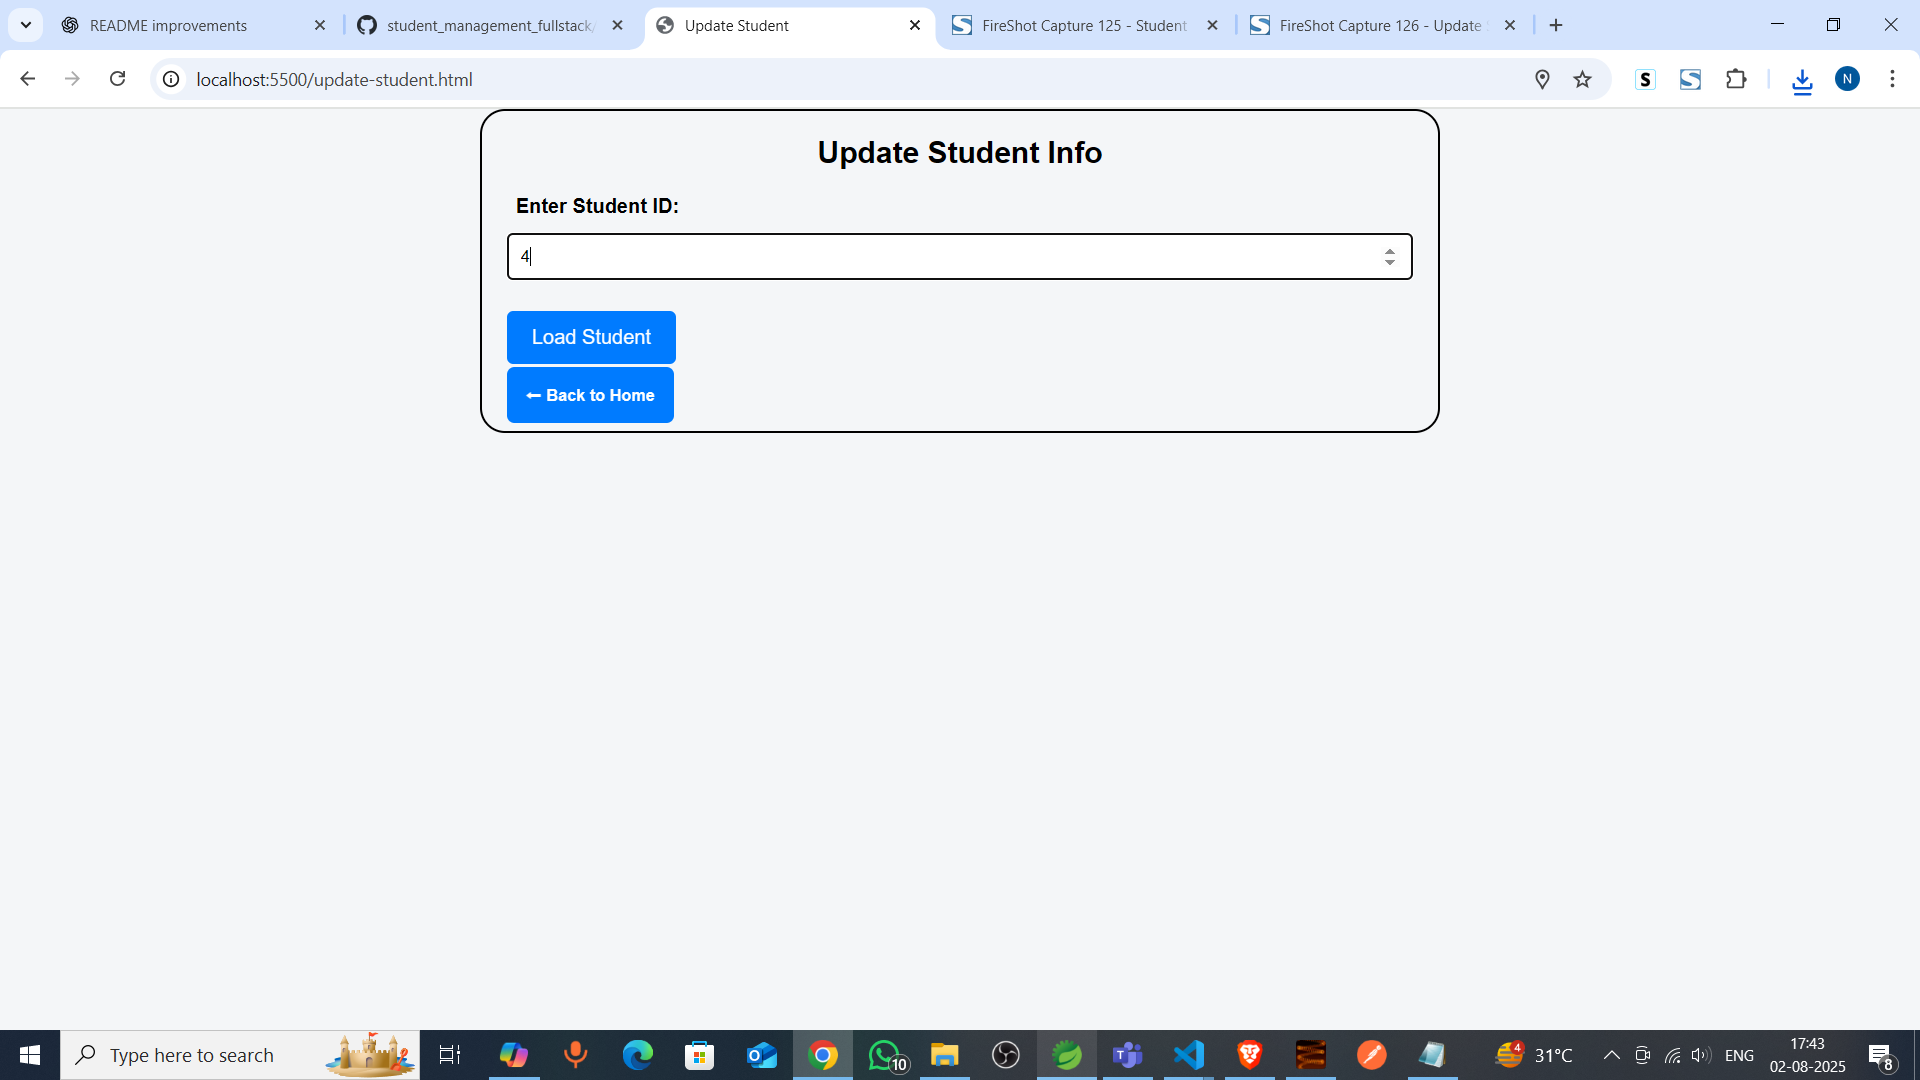 README improvements
student_management_fullstack/
Update Student
FireShot Capture 125 - Student
FireShot Capture 126 - Update
localhost:5500/update-student.html
S
S
N
Update Student Info
Enter Student ID:
4
Load Student
← Back to Home
Type here to search
10
4
31°C
ENG
17:43
02-08-2025
8